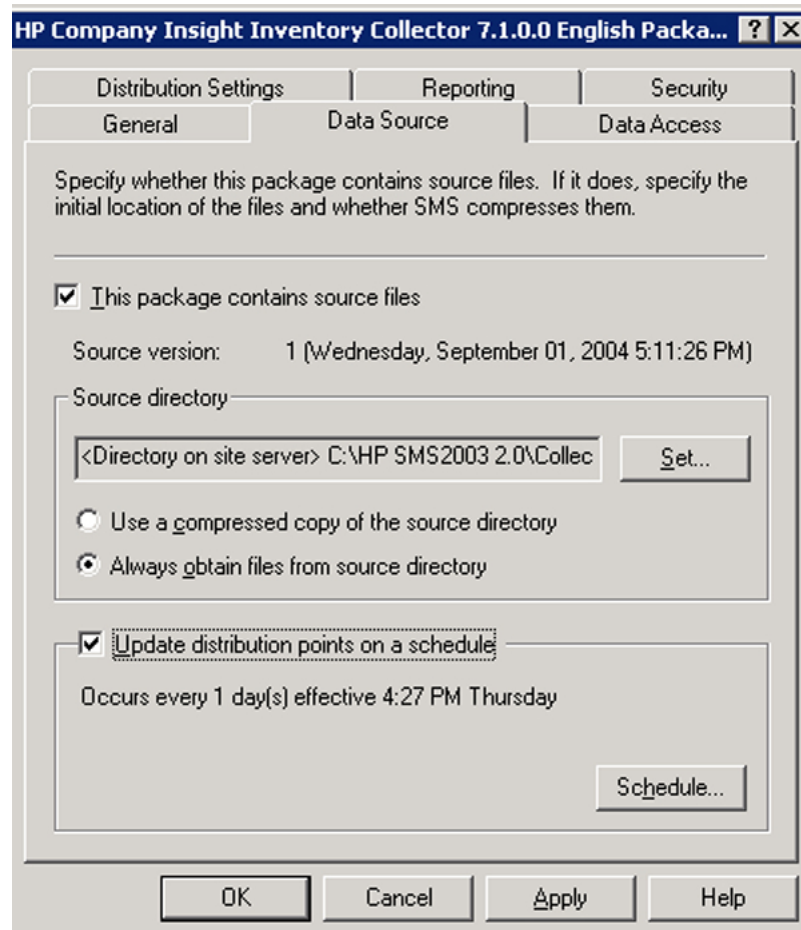 HP Company Insight Inventory Collector 7.1.0.0 English Packa...
Distribution Settings
Reporting
Security
General
Data Source
Data Access
Specify whether this package contains source files. If it does, specify the
initial location of the files and whether SMS compresses them.
This package contains source files
Source version: 1 (Wednesday, September 01, 2004 5:11:26 PM)
Source directory
<Directory on site server> C:\HP SMS2003 2.0\Collec
Set...
Use a compressed copy of the source directory
Always obtain files from source directory
Update distribution points on a schedule
Occurs every 1 day(s) effective 4:27 PM Thursday
Schedule...
OK
Cancel
Apply
Help